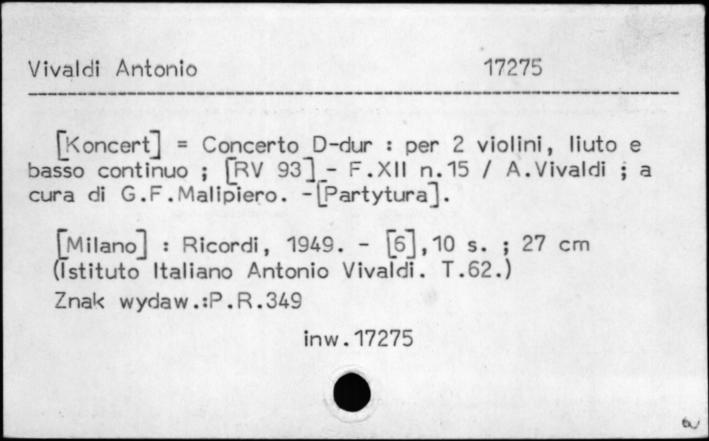 Vivaldi Antonio 17275
[Koncert] = Concerto D-dur : per 2 violini, liuto e
basso continuo ; [RV 93] - F.XII n.15 / A.Vivaldi ; a
cura di G.F.Malipiero. -[Partytura].
[Milano] : Ricordi, 1949. - [6],10 s. ; 27 cm
(Istituto Italiano Antonio Vivaldi. T.62.)
Znak wydaw.:P.R.349
inw.17275